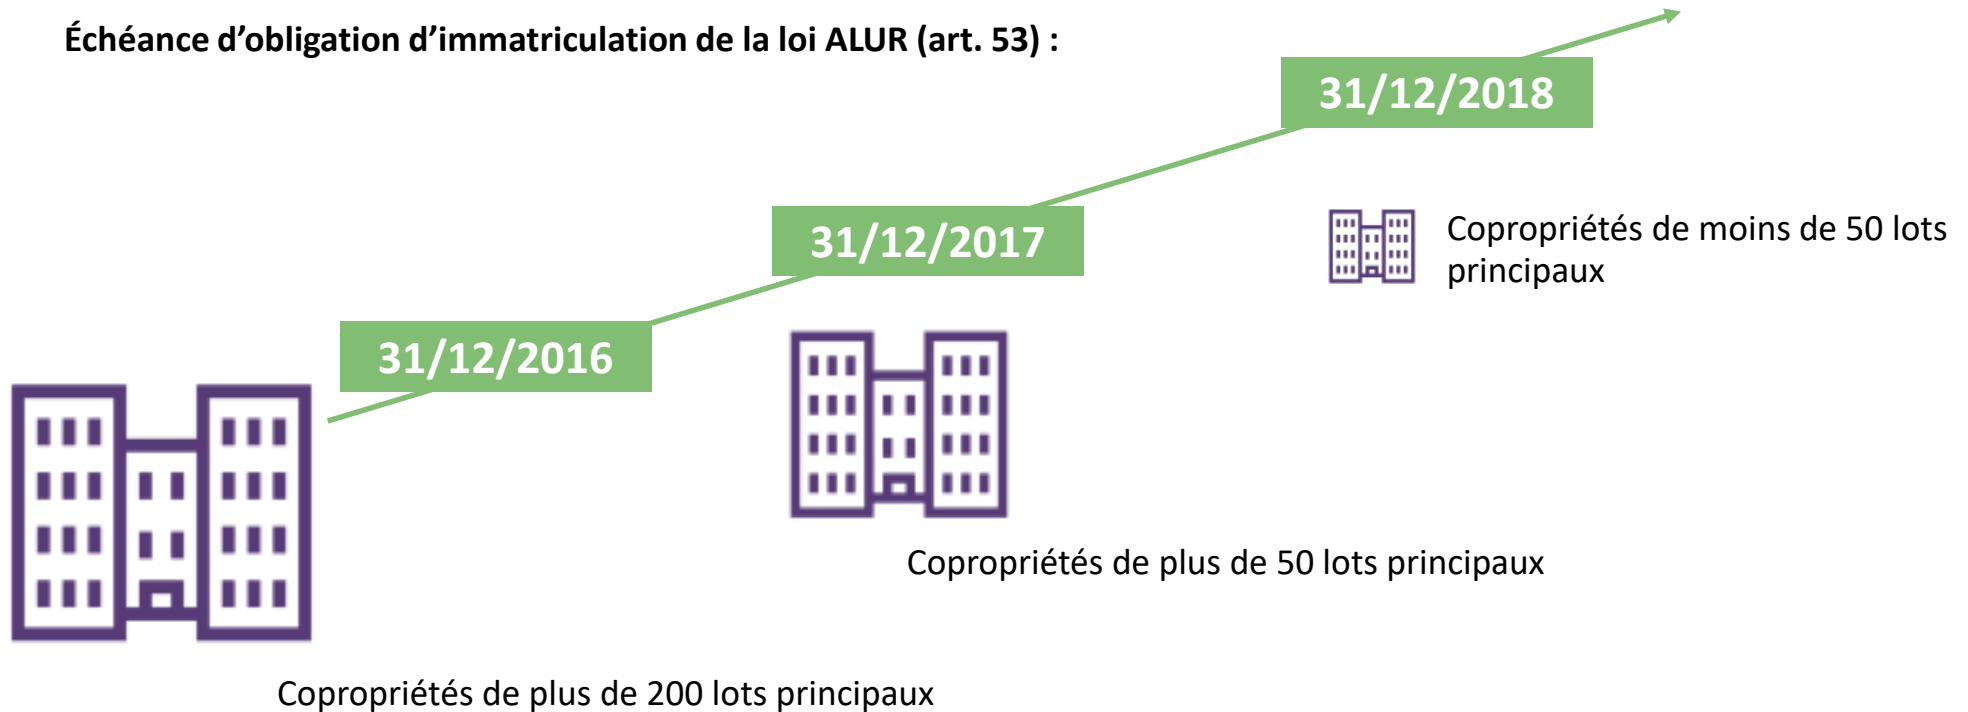 Échéance d’obligation d’immatriculation de la loi ALUR (art. 53) :
31/12/2018
31/12/2017
Copropriétés de moins de 50 lots
principaux
31/12/2016
Copropriétés de plus de 50 lots principaux
Copropriétés de plus de 200 lots principaux